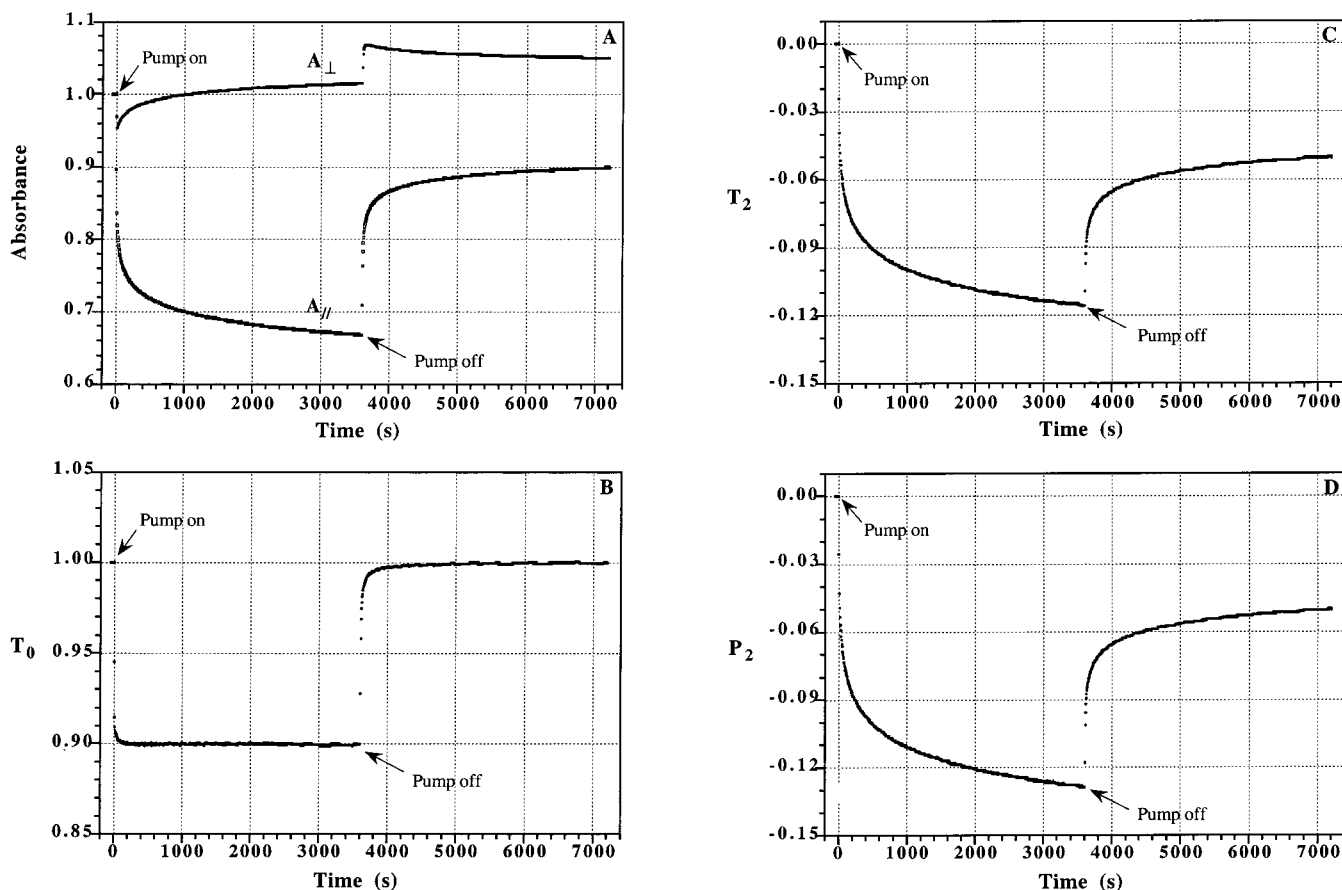 A
1.1
1.0
0.9
0.8
0.7
0.6
Absorbance
Pump on
A⊥
A//
Pump off
0 1000 2000 3000 4000 5000 6000 7000
Time (s)
B
1.05
1.00
0.95
0.90
0.85
T0
Pump on
Pump off
0 1000 2000 3000 4000 5000 6000 7000
Time (s)
C
0.00
-0.03
-0.06
-0.09
-0.12
-0.15
T2
Pump on
Pump off
0 1000 2000 3000 4000 5000 6000 7000
Time (s)
D
0.00
-0.03
-0.06
-0.09
-0.12
-0.15
P2
Pump on
Pump off
0 1000 2000 3000 4000 5000 6000 7000
Time (s)